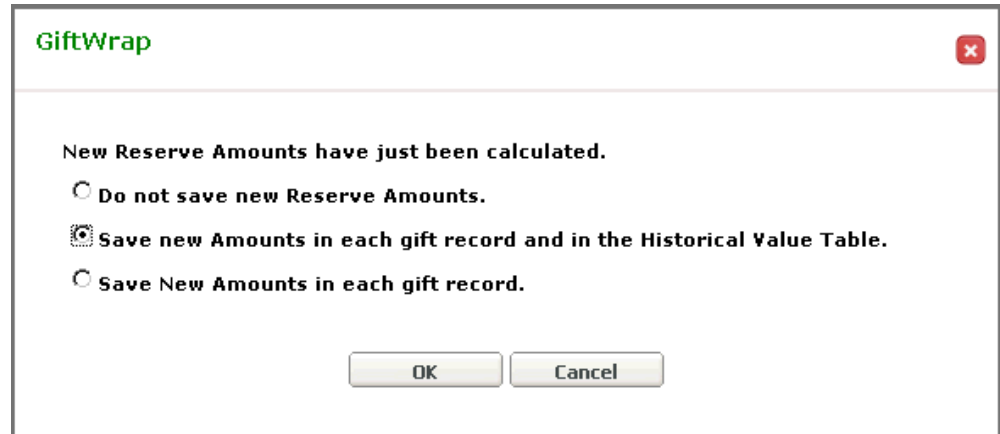 GiftWrap
New Reserve Amounts have just been calculated.
Do not save new Reserve Amounts.
Save new Amounts in each gift record and in the Historical Value Table.
Save New Amounts in each gift record.
OK Cancel